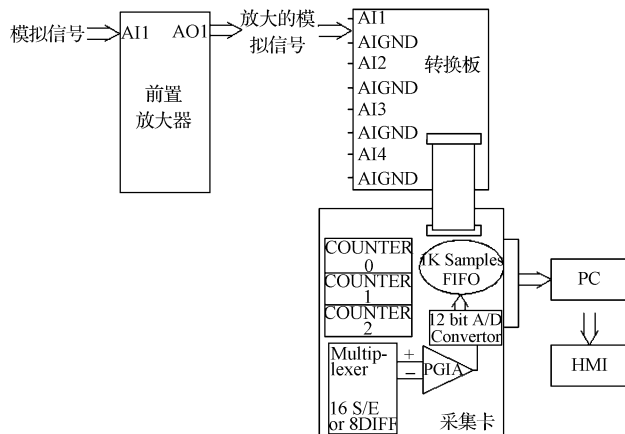 模拟信号
AI1
AO1
前置
放大器
放大的模
拟信号
AI1
AIGND
AI2
AIGND
AI3
AIGND
AI4
AIGND
转换板
COUNTER
0
COUNTER
1
COUNTER
2
1K Samples
FIFO
12 bit A/D
Convertor
Multip-
lexer
16 S/E
or 8DIFF
+
−
PGIA
采集卡
PC
HMI